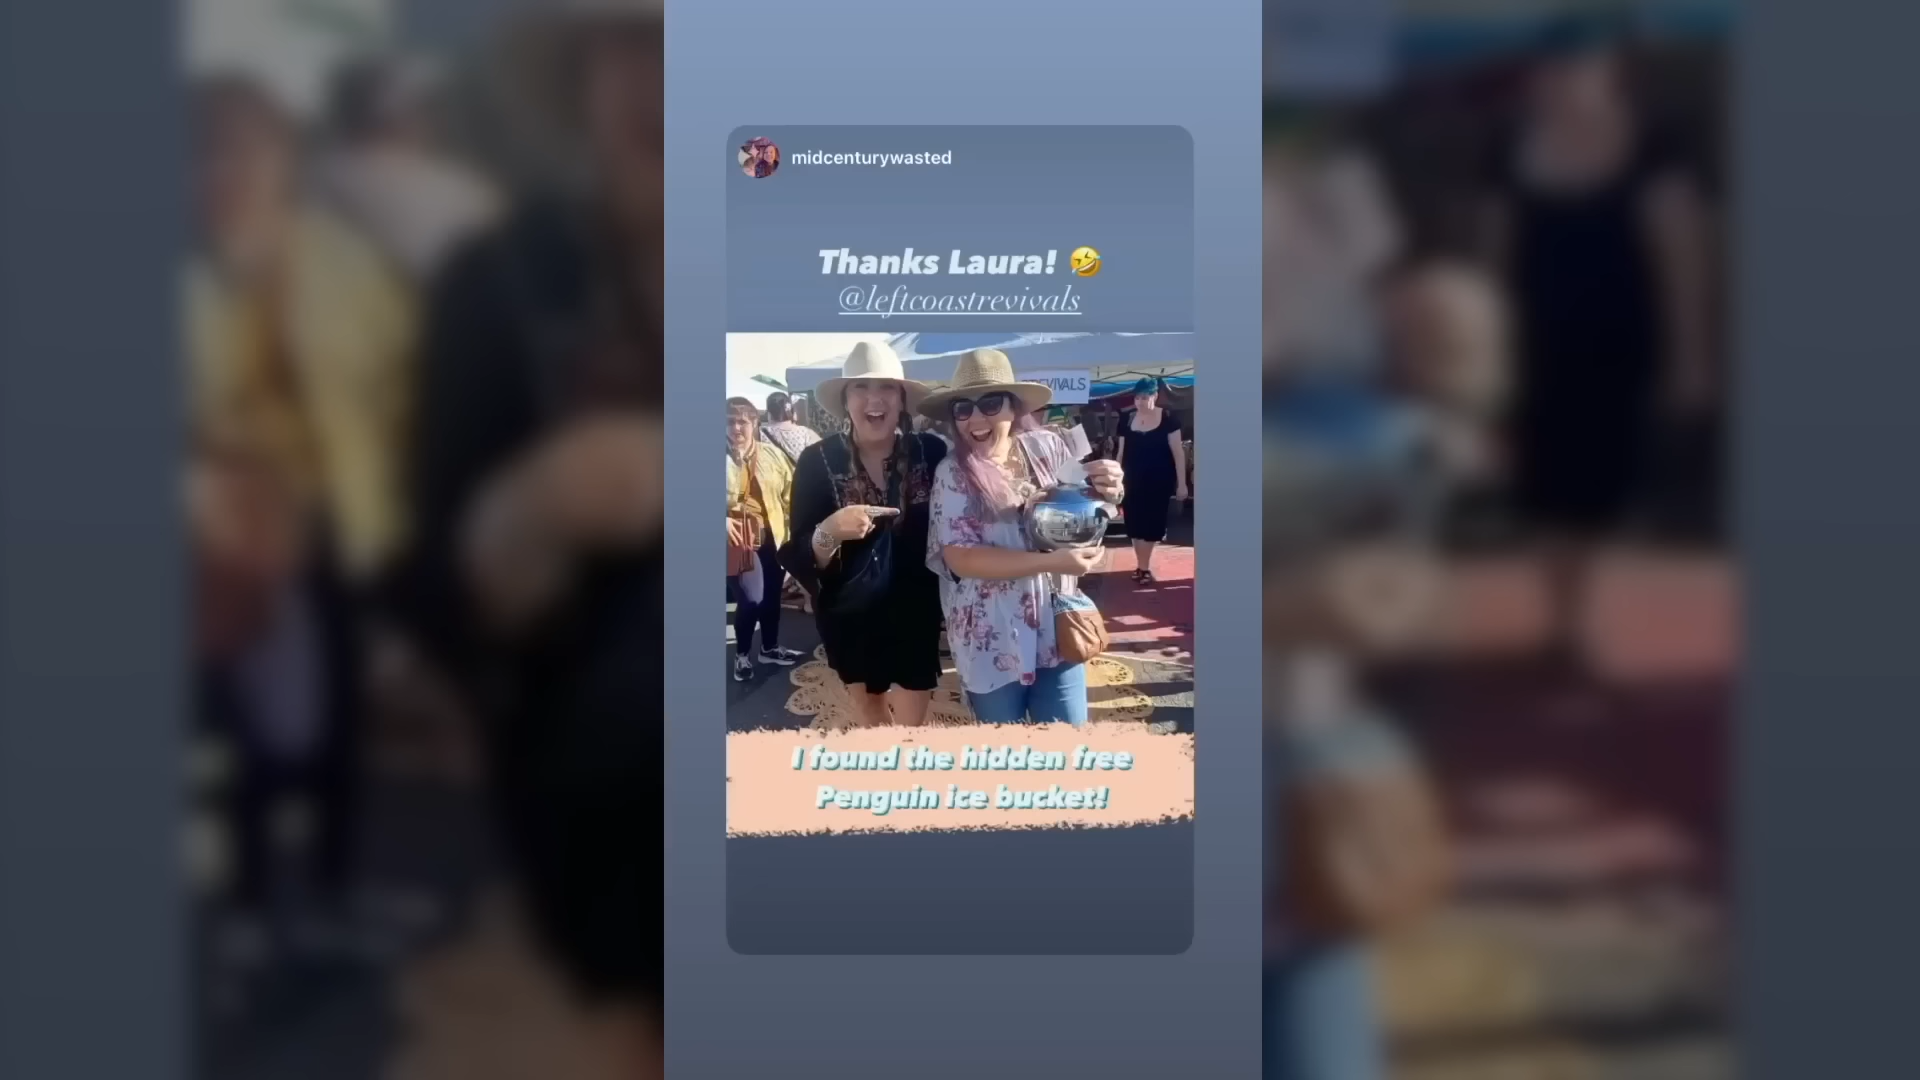 midcenturywasted
Thanks Laura! 🤣
@leftcoastrevivals
REVIVALS
I found the hidden free
Penguin ice bucket!